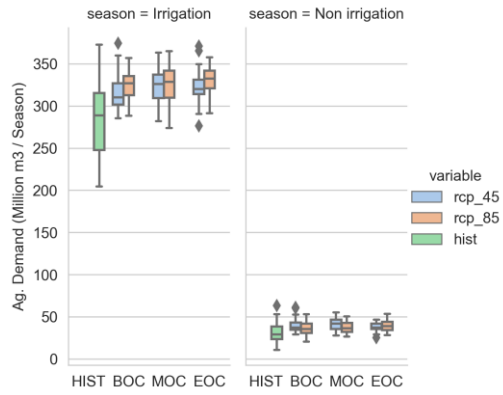 season = Irrigation
season = Non irrigation
Ag. Demand (Million m3 / Season)
350
300
250
200
150
100
50
0
HIST BOC MOC EOC
HIST BOC MOC EOC
variable
rcp_45
rcp_85
hist